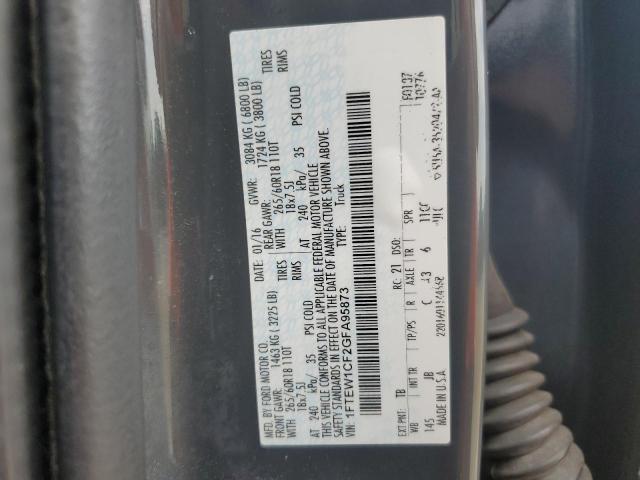 MFD. BY FORD MOTOR CO.
DATE: 01/16 GVWR: 3084 KG ( 6800 LB)
FRONT GAWR: 1463 KG ( 3225 LB) REAR GAWR: 1724 KG ( 3800 LB)
WITH 265/60R18 110T TIRES WITH 265/60R18 110T TIRES
18x7.5J RIMS 18x7.5J RIMS
AT 240 kPa/ 35 PSI COLD AT 240 kPa/ 35 PSI COLD
THIS VEHICLE CONFORMS TO ALL APPLICABLE FEDERAL MOTOR VEHICLE
SAFETY STANDARDS IN EFFECT ON THE DATE OF MANUFACTURE SHOWN ABOVE.
VIN: 1FTEW1CF2GFA95873 TYPE: Truck
EXT PNT: TB RC: 21 DSO:
WB INT TR TP/PS R AXLE TR SPR
145 JB C 6
MADE IN U.S.A.